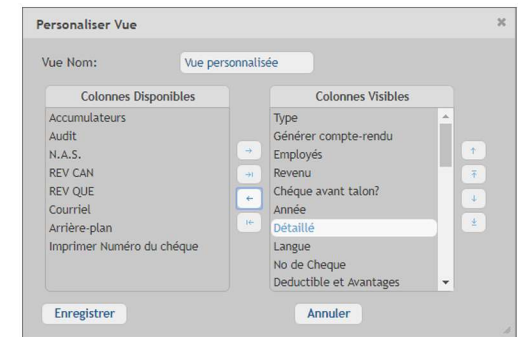 Personaliser Vue
Vue Nom: Vue personnalisée
Colonnes Disponibles
Accumulateurs
Audit
N.A.S.
REV CAN
REV QUE
Courriel
Arrière-plan
Imprimer Numéro du chéque
Colonnes Visibles
Type
Générer compte-rendu
Employés
Revenu
Chéque avant talon?
Année
Détaillé
Langue
No de Cheque
Deductible et Avantages
Enregistrer
Annuler